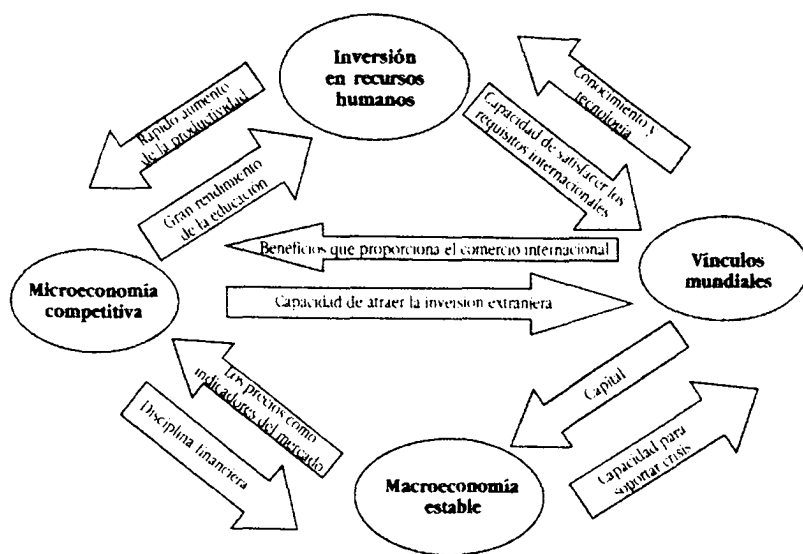 Inversión
en recursos
humanos
Conocimiento y
tecnología
Rápido aumento
de la productividad
Capacidad de satisfacer los
requisitos internacionales
Gran rendimiento
de la educación
Beneficios que proporciona el comercio internacional
Vínculos
mundiales
Microeconomía
competitiva
Capacidad de atraer la inversion extranjera
Los precios como
indicadores del mercado
Capital
Disciplina financiera
Capacidad para
soportar crisis
Macroeconomía
estable